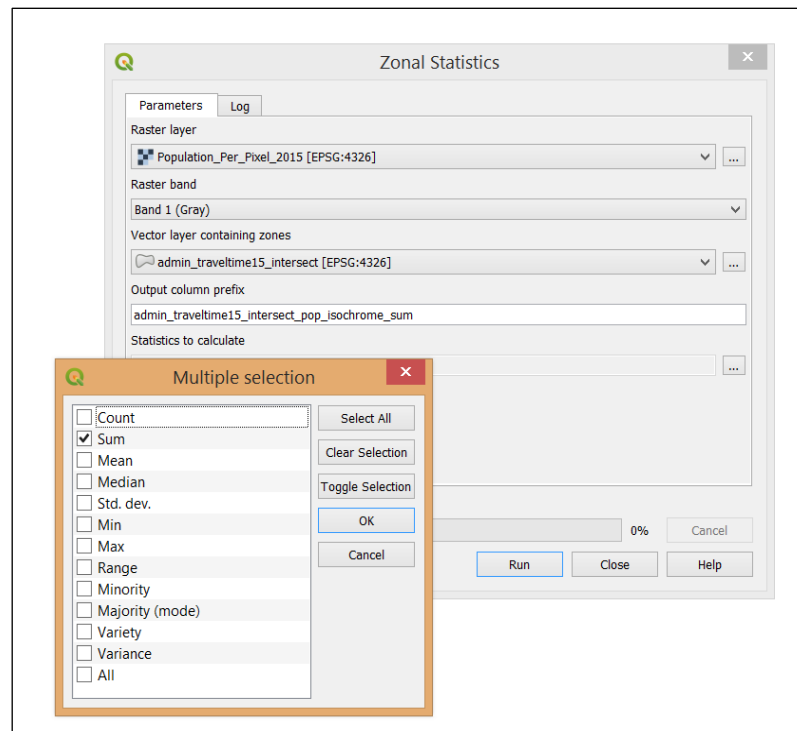 Zonal Statistics
Parameters Log
Raster layer
Population_Per_Pixel_2015 [EPSG:4326]
...
Raster band
Band 1 (Gray)
Vector layer containing zones
admin_traveltime15_intersect [EPSG:4326]
...
Output column prefix
admin_traveltime15_intersect_pop_isochrome_sum
Statistics to calculate
...
0% Cancel
Run Close Help
Multiple selection
Count
Sum
Mean
Median
Std. dev.
Min
Max
Range
Minority
Majority (mode)
Variety
Variance
All
Select All
Clear Selection
Toggle Selection
OK
Cancel